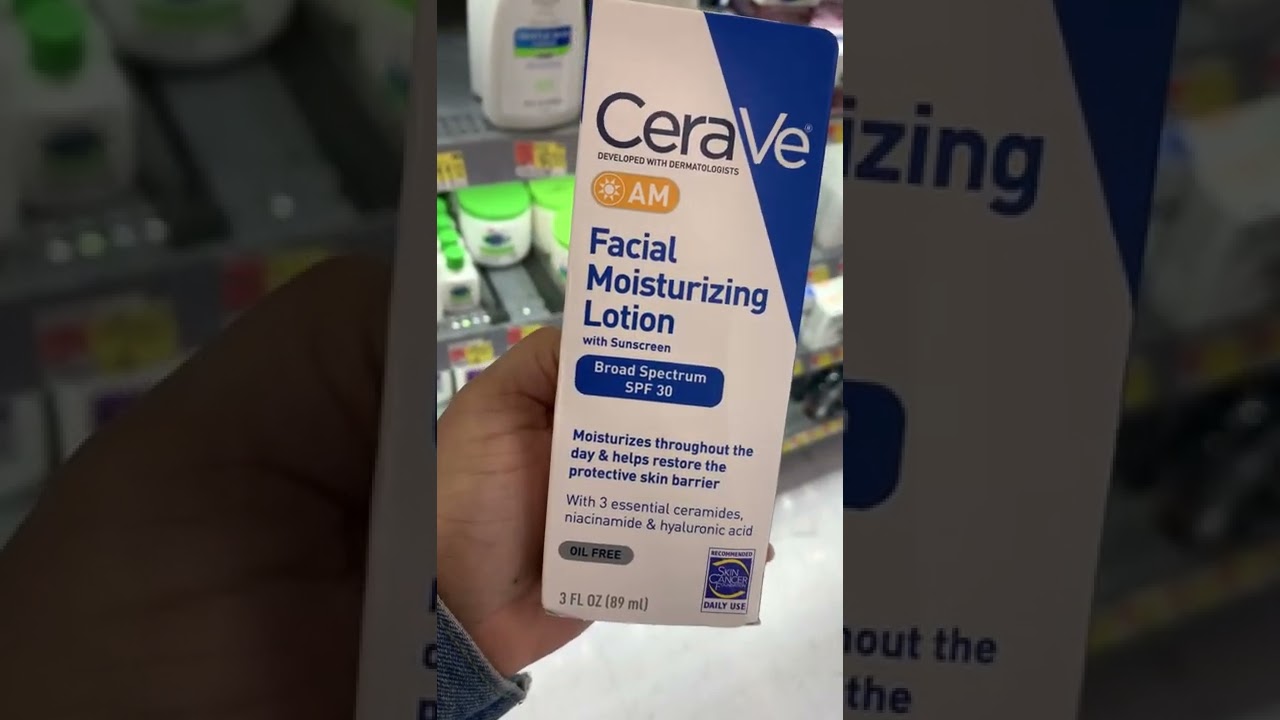 CeraVe®
DEVELOPED WITH DERMATOLOGISTS
AM
Facial
Moisturizing
Lotion
with Sunscreen
Broad Spectrum
SPF 30
Moisturizes throughout the
day & helps restore the
protective skin barrier
With 3 essential ceramides,
niacinamide & hyaluronic acid
OIL FREE
3 FL OZ (89 ml)
RECOMMENDED
SKIN
CANCER
FOUNDATION
DAILY USE
izing
hout the
the